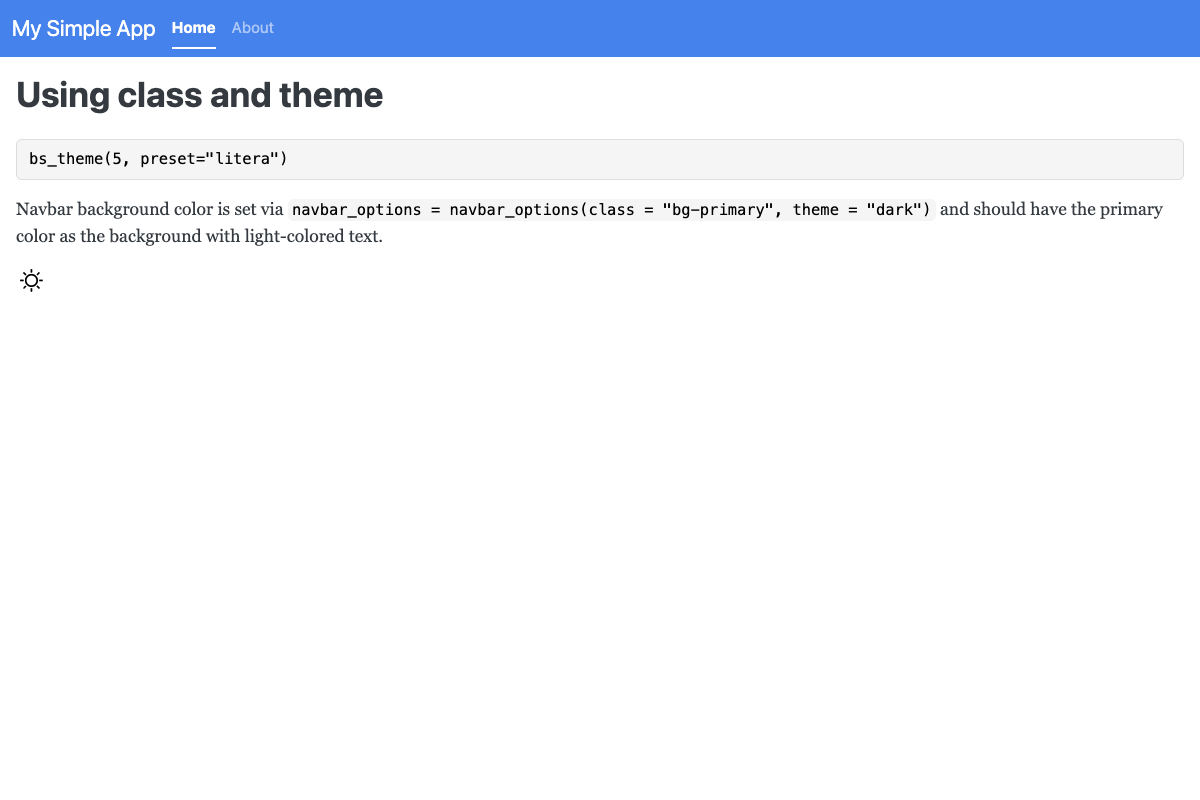 My Simple App Home About
Using class and theme
bs_theme(5, preset="litera")
Navbar background color is set via navbar_options = navbar_options(class = "bg-primary", theme = "dark") and should have the primary
color as the background with light-colored text.